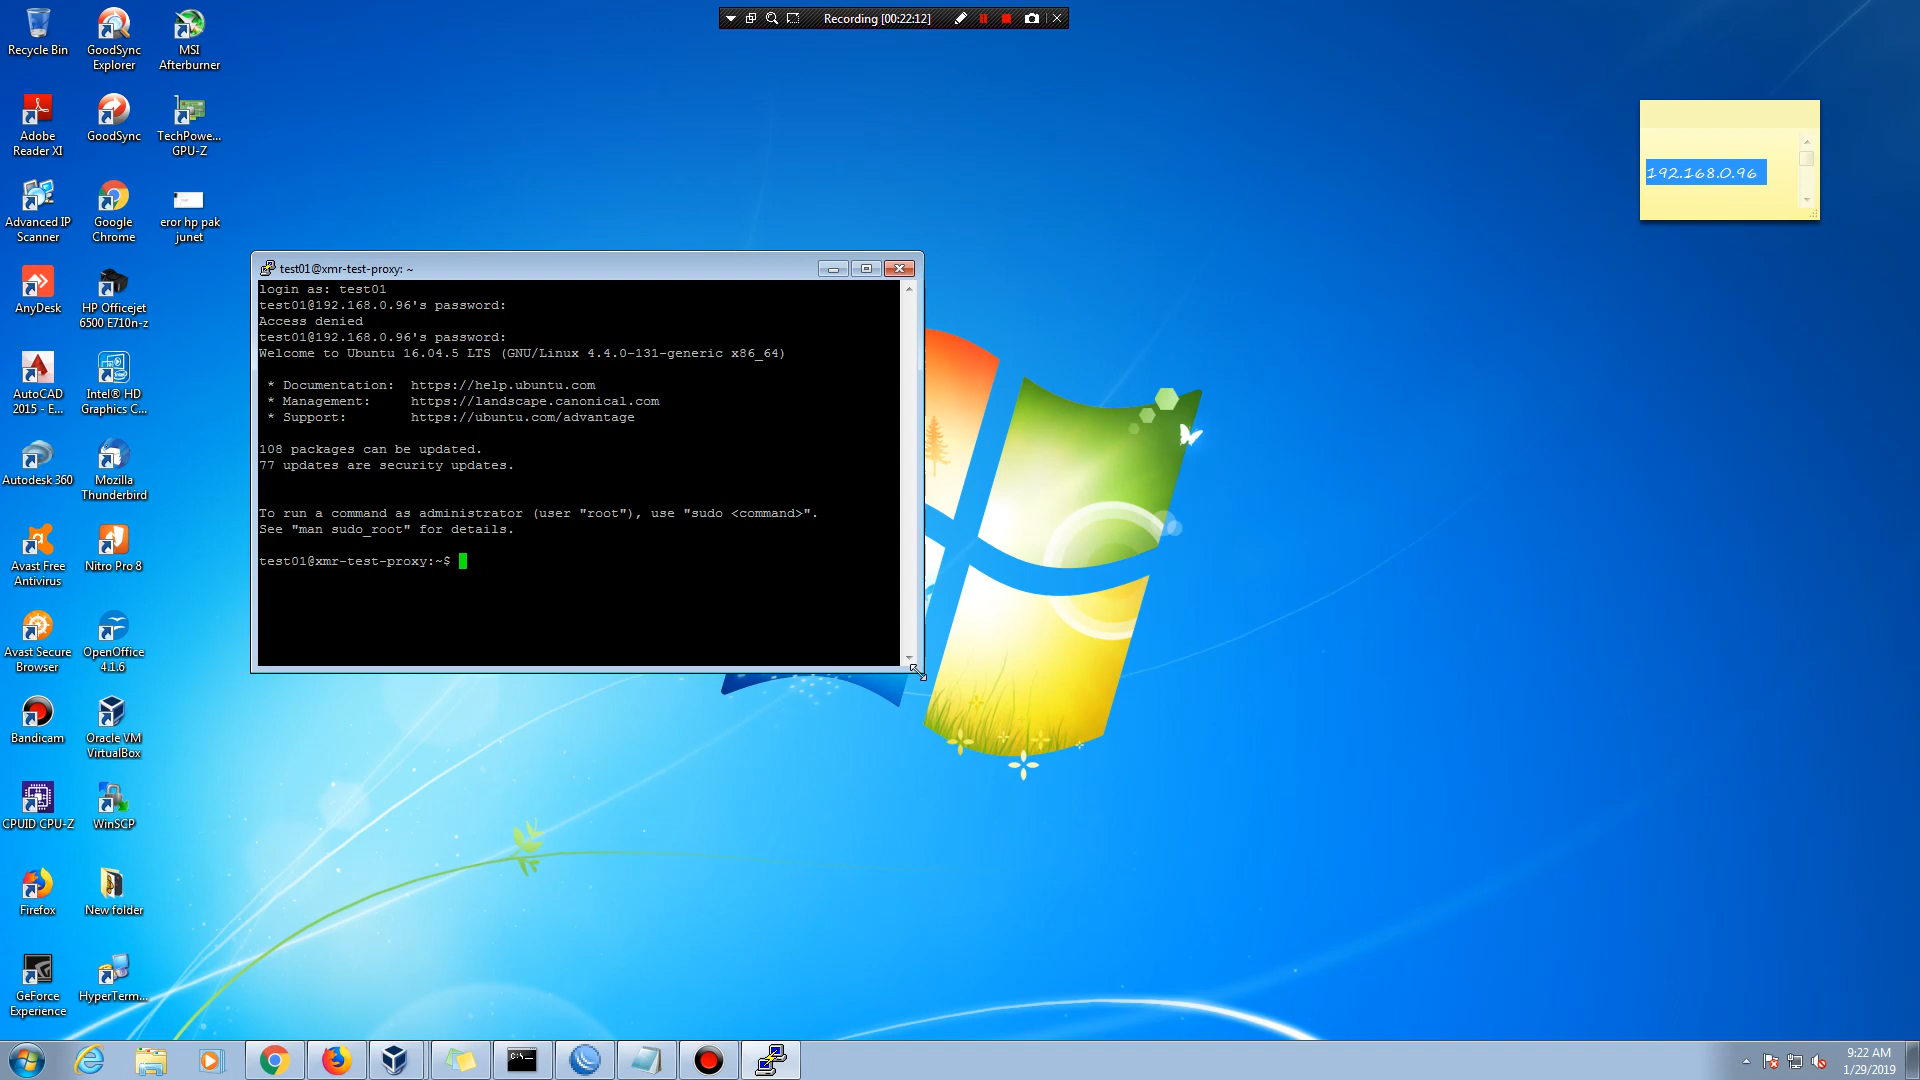 Recording [00:22:12]
Recycle Bin
GoodSync
Explorer
MSI
Afterburner
Adobe
Reader XI
GoodSync
TechPowe...
GPU-Z
Advanced IP
Scanner
Google
Chrome
eror hp pak
junet
AnyDesk
HP Officejet
6500 E710n-z
AutoCAD
2015 - E...
Intel® HD
Graphics C...
Autodesk 360
Mozilla
Thunderbird
Avast Free
Antivirus
Nitro Pro 8
Avast Secure
Browser
OpenOffice
4.1.6
Bandicam
Oracle VM
VirtualBox
CPUID CPU-Z
WinSCP
Firefox
New folder
GeForce
Experience
HyperTerm...
192.168.0.96
test01@xmr-test-proxy: ~
login as: test01
test01@192.168.0.96's password:
Access denied
test01@192.168.0.96's password:
Welcome to Ubuntu 16.04.5 LTS (GNU/Linux 4.4.0-131-generic x86_64)
* Documentation:  https://help.ubuntu.com
* Management:     https://landscape.canonical.com
* Support:        https://ubuntu.com/advantage
108 packages can be updated.
77 updates are security updates.
To run a command as administrator (user "root"), use "sudo <command>".
See "man sudo_root" for details.
test01@xmr-test-proxy:~$
C:\_
9:22 AM
1/29/2019